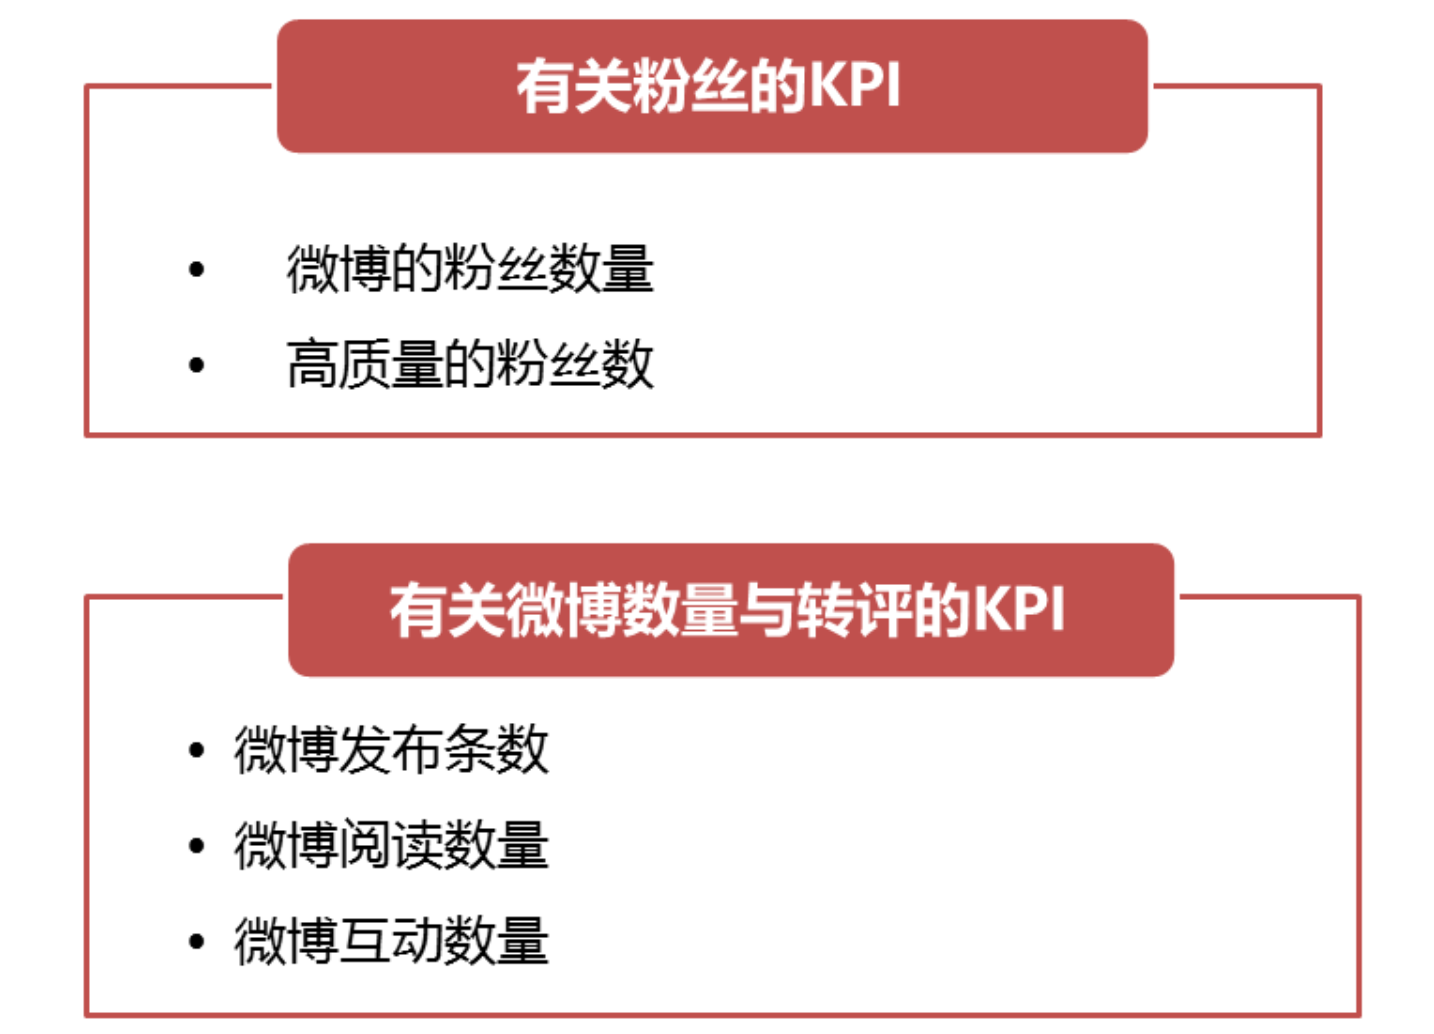 有关粉丝的KPI
• 微博的粉丝数量
• 高质量的粉丝数
有关微博数量与转评的KPI
• 微博发布条数
• 微博阅读数量
• 微博互动数量